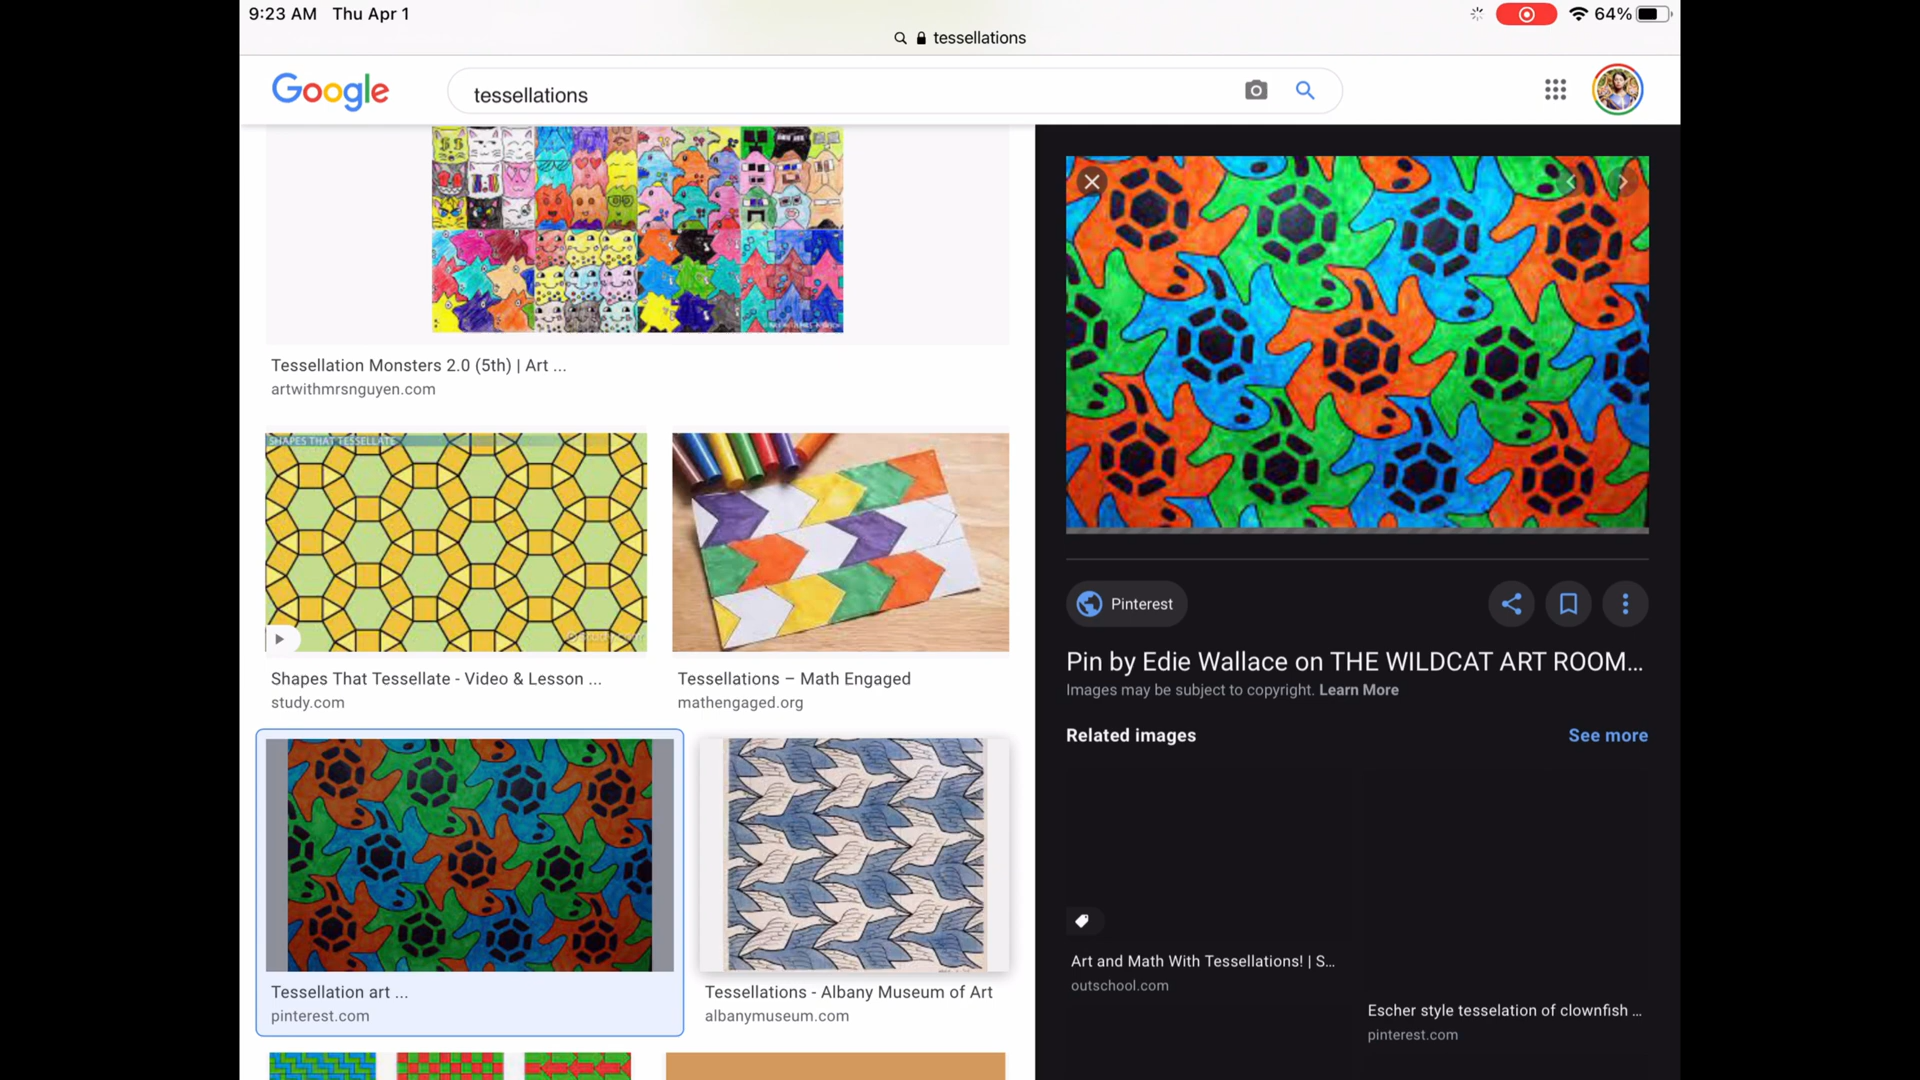 9:23 AM Thu Apr 1
64%
tessellations
Google
tessellations
Tessellation Monsters 2.0 (5th) | Art ...
artwithmrsnguyen.com
SHAPES THAT TESSELLATE
Shapes That Tessellate - Video & Lesson ...
study.com
Tessellations – Math Engaged
mathengaged.org
Tessellation art ...
pinterest.com
Tessellations - Albany Museum of Art
albanymuseum.com
Pinterest
Pin by Edie Wallace on THE WILDCAT ART ROOM...
Images may be subject to copyright. Learn More
Related images
See more
Art and Math With Tessellations! | S...
outschool.com
Escher style tesselation of clownfish ...
pinterest.com